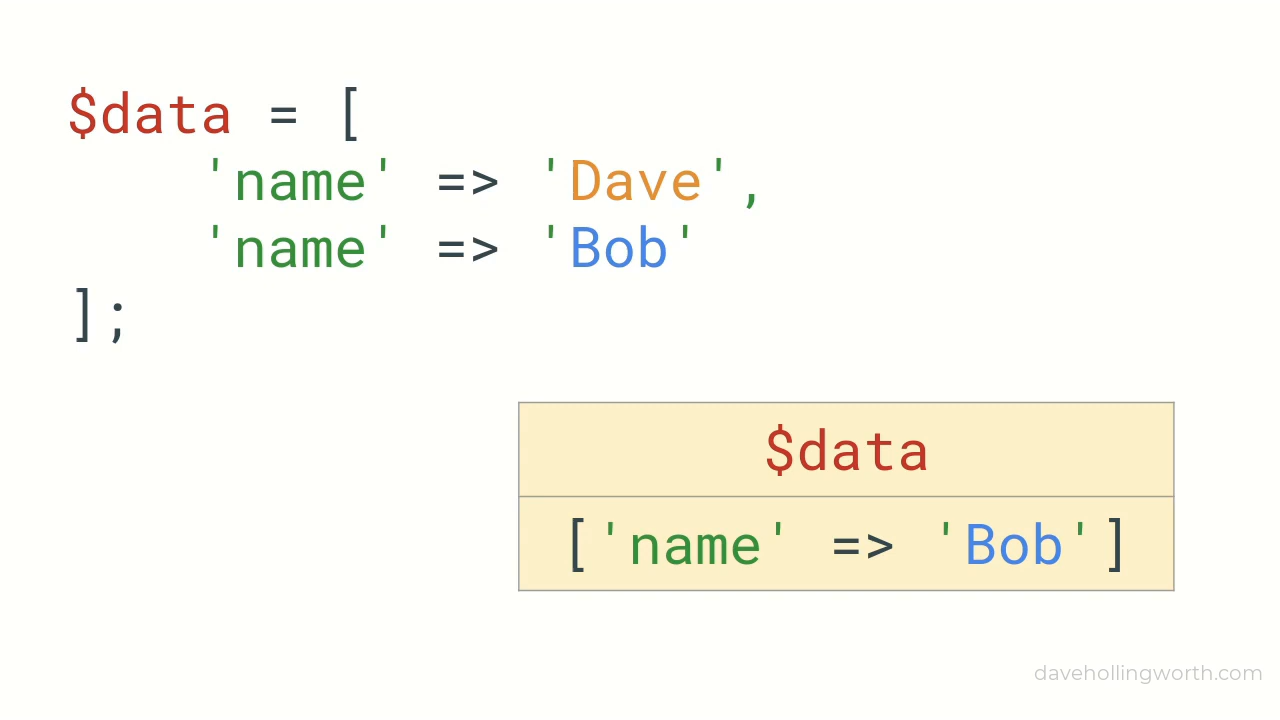 $data = [
    'name' => 'Dave',
    'name' => 'Bob'
];
$data
['name' => 'Bob']
davehollingworth.com